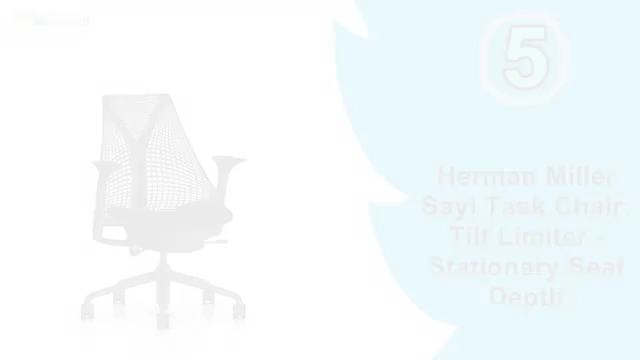 5
Herman Miller
Sayl Task Chair:
Tilt Limiter -
Stationary Seat
Depth